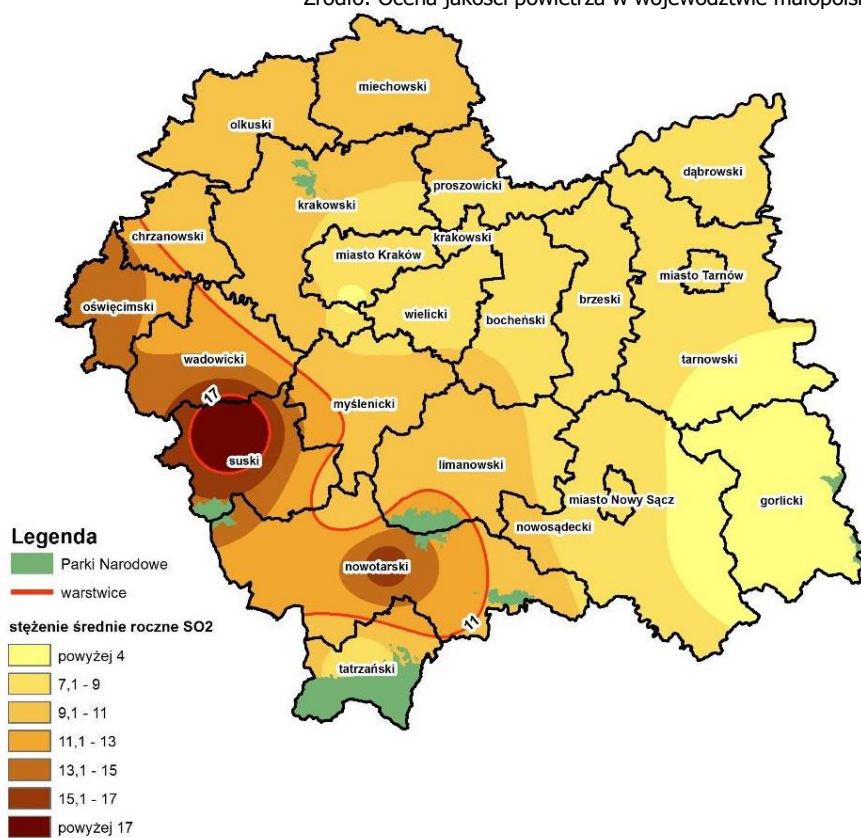 Źródło: Ocena jakości powietrza w województwie małopols
miechowski
olkuski
dąbrowski
proszowicki
krakowski
chrzanowski
krakowski
miasto Kraków
miasto Tarnów
oświęcimski
brzeski
wielicki
bocheński
wadowicki
tarnowski
17
myślenicki
suski
limanowski
miasto Nowy Sącz
gorlicki
nowosądecki
nowotarski
11
tatrzański
Legenda
Parki Narodowe
warstwice
stężenie średnie roczne SO2
powyżej 4
7,1 - 9
9,1 - 11
11,1 - 13
13,1 - 15
15,1 - 17
powyżej 17